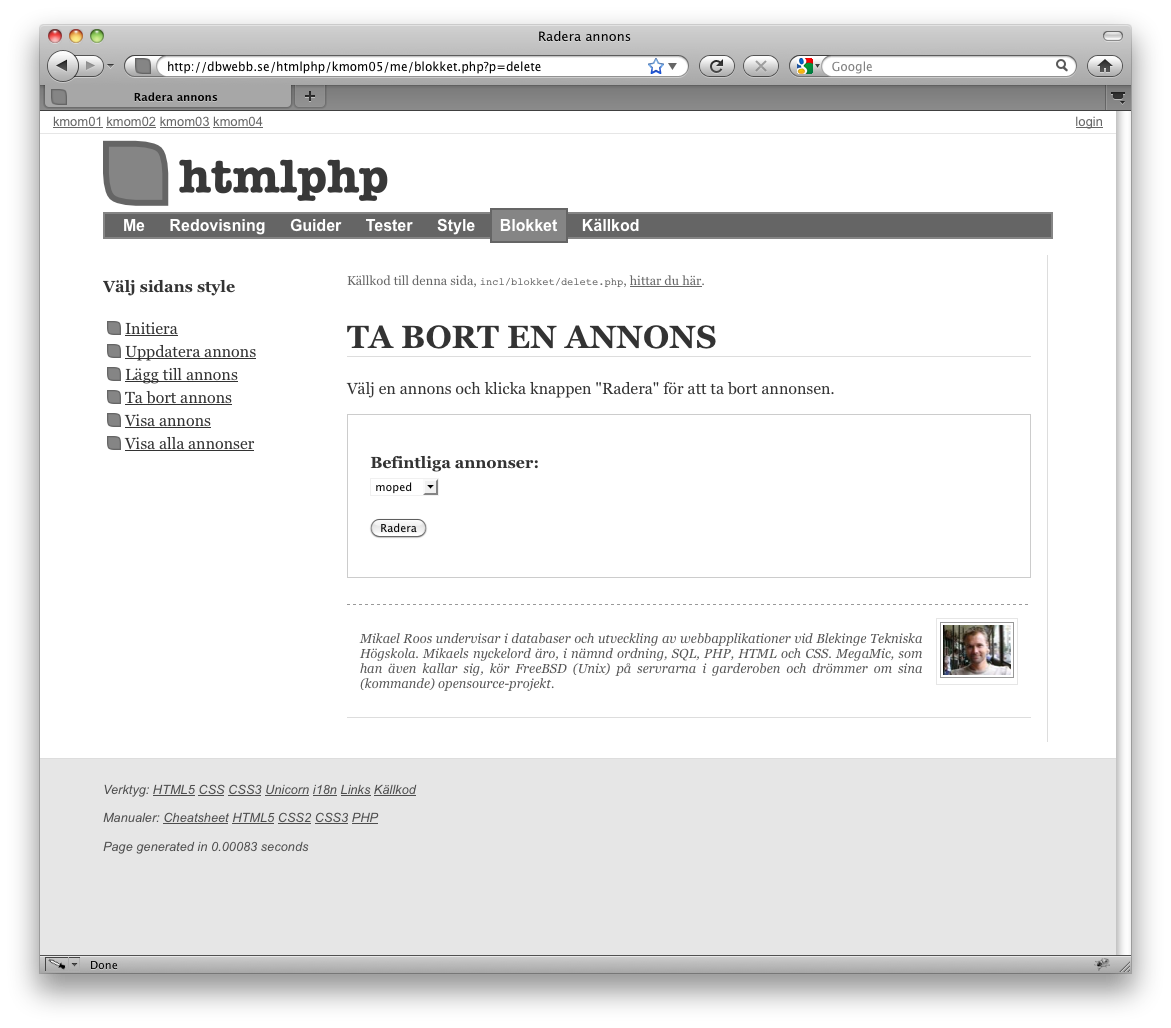 Radera annons
http://dbwebb.se/htmlphp/kmom05/me/blokket.php?p=delete
Google
Radera annons
kmom01 kmom02 kmom03 kmom04
login
htmlphp
Me Redovisning Guider Tester Style Blokket Källkod
Välj sidans style
Initiera
Uppdatera annons
Lägg till annons
Ta bort annons
Visa annons
Visa alla annonser
Källkod till denna sida, incl/blokket/delete.php, hittar du här.
TA BORT EN ANNONS
Välj en annons och klicka knappen "Radera" för att ta bort annonsen.
Befintliga annonser:
moped
Radera
Mikael Roos undervisar i databaser och utveckling av webbapplikationer vid Blekinge Tekniska
Högskola. Mikaels nyckelord äro, i nämnd ordning, SQL, PHP, HTML och CSS. MegaMic, som
han även kallar sig, kör FreeBSD (Unix) på servrarna i garderoben och drömmer om sina
(kommande) opensource-projekt.
Verktyg: HTML5 CSS CSS3 Unicorn i18n Links Källkod
Manualer: Cheatsheet HTML5 CSS2 CSS3 PHP
Page generated in 0.00083 seconds
Done